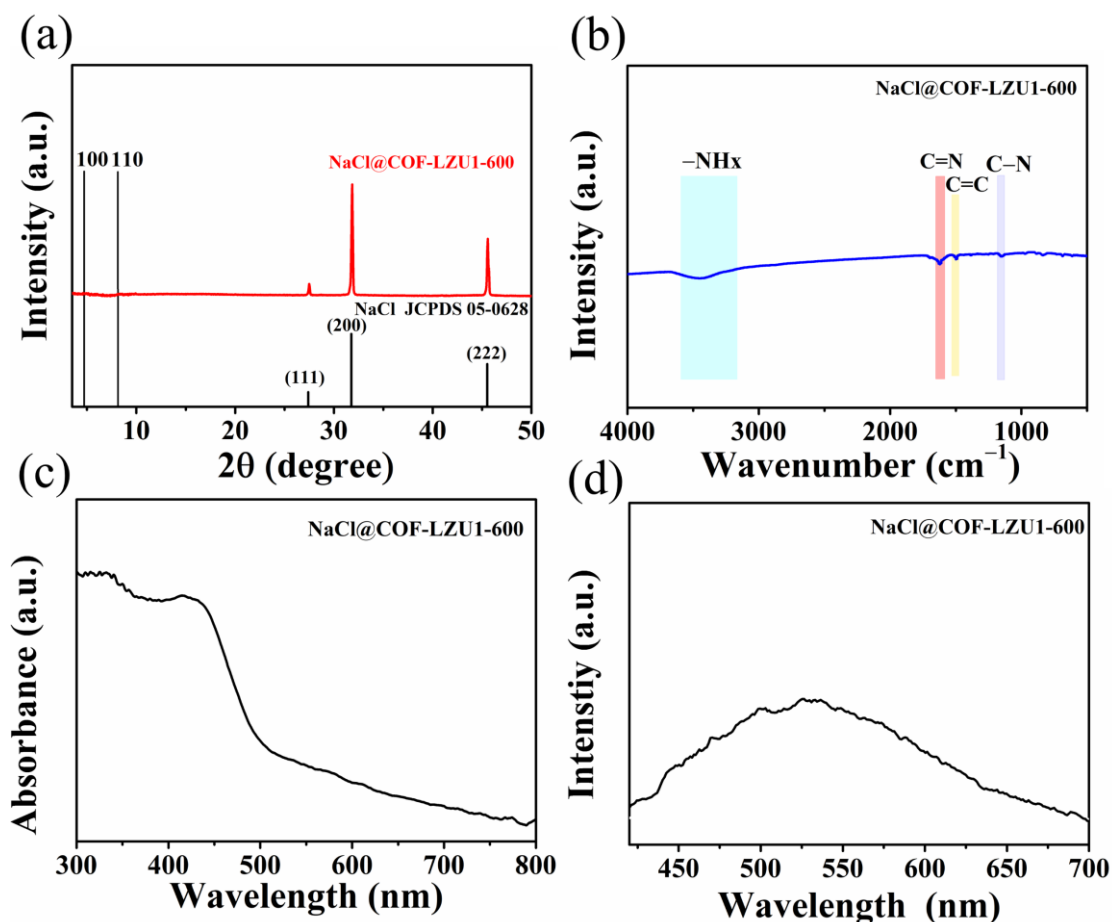 (a)
Intensity (a.u.)
100 110
NaCl@COF-LZU1-600
NaCl JCPDS 05-0628
(111)
(200)
(222)
10 20 30 40 50
2θ (degree)
(b)
Intensity (a.u.)
NaCl@COF-LZU1-600
–NHx
C=N
C=C
C–N
4000 3000 2000 1000
Wavenumber (cm⁻¹)
(c)
Absorbance (a.u.)
NaCl@COF-LZU1-600
300 400 500 600 700 800
Wavelength (nm)
(d)
Intenstiy (a.u.)
NaCl@COF-LZU1-600
450 500 550 600 650 700
Wavelength (nm)